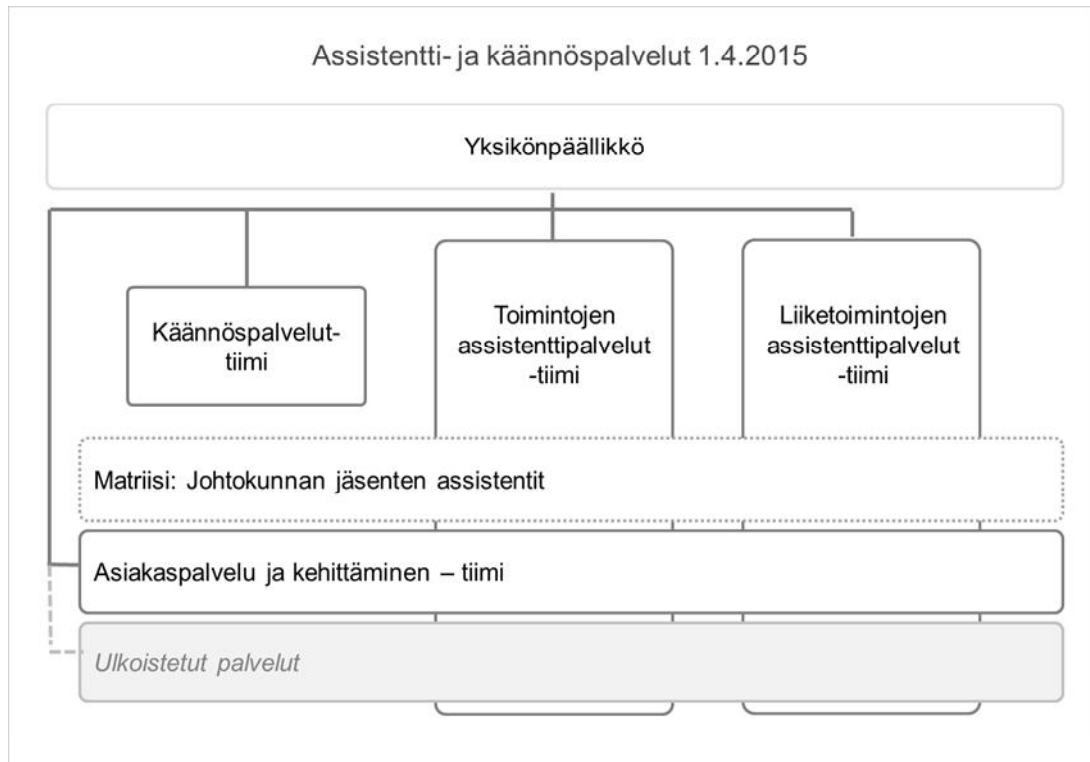 Assistentti- ja käännöspalvelut 1.4.2015
Yksikönpäällikkö
Käännöspalvelut-
tiimi
Toimintojen
assistenttipalvelut
-tiimi
Liiketoimintojen
assistenttipalvelut
-tiimi
Matriisi: Johtokunnan jäsenten assistentit
Asiakaspalvelu ja kehittäminen – tiimi
Ulkoistetut palvelut